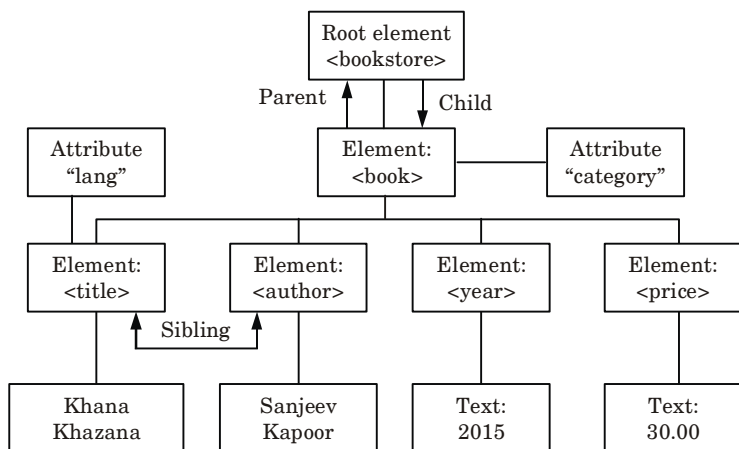 Root element
<bookstore>
Parent
Child
Attribute
“lang”
Element:
<book>
Attribute
“category”
Element:
<title>
Element:
<author>
Element:
<year>
Element:
<price>
Sibling
Khana
Khazana
Sanjeev
Kapoor
Text:
2015
Text:
30.00